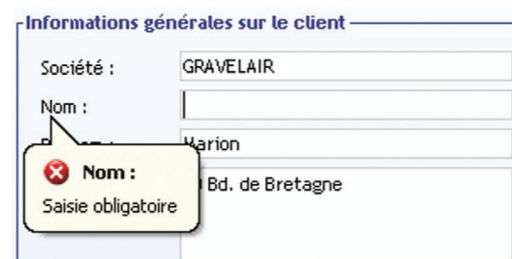 Informations générales sur le client
Société : GRAVELAIR
Nom :
Marion
Nom :
Bd. de Bretagne
Saisie obligatoire